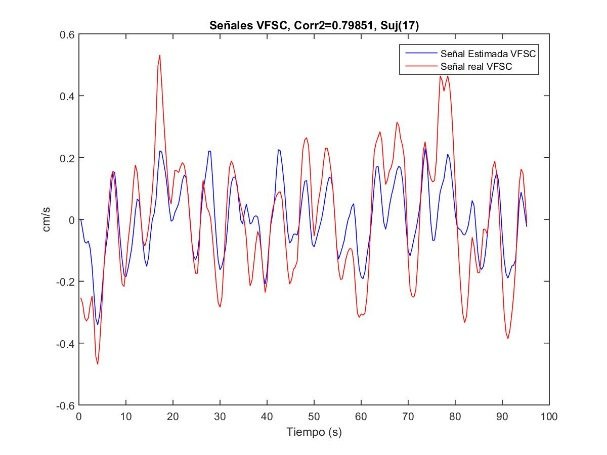 Señales VFSC, Corr2=0.79851, Suj(17)
Señal Estimada VFSC
Señal real VFSC
0.6
0.4
0.2
0
-0.2
-0.4
-0.6
cm/s
0 10 20 30 40 50 60 70 80 90 100
Tiempo (s)